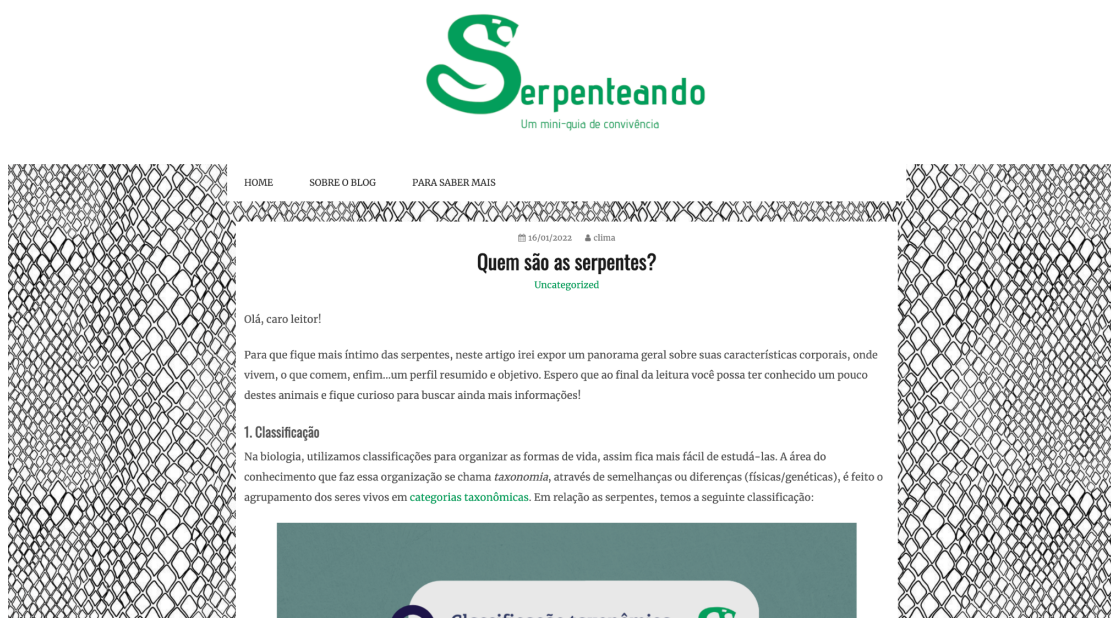 Serpenteando
Um mini-guia de convivência
HOME SOBRE O BLOG PARA SABER MAIS
16/01/2022 clima
Quem são as serpentes?
Uncategorized
Olá, caro leitor!
Para que fique mais íntimo das serpentes, neste artigo irei expor um panorama geral sobre suas características corporais, onde
vivem, o que comem, enfim...um perfil resumido e objetivo. Espero que ao final da leitura você possa ter conhecido um pouco
destes animais e fique curioso para buscar ainda mais informações!
1. Classificação
Na biologia, utilizamos classificações para organizar as formas de vida, assim fica mais fácil de estudá-las. A área do
conhecimento que faz essa organização se chama taxonomia, através de semelhanças ou diferenças (físicas/genéticas), é feito o
agrupamento dos seres vivos em categorias taxonômicas. Em relação as serpentes, temos a seguinte classificação:
Classificação taxonômica